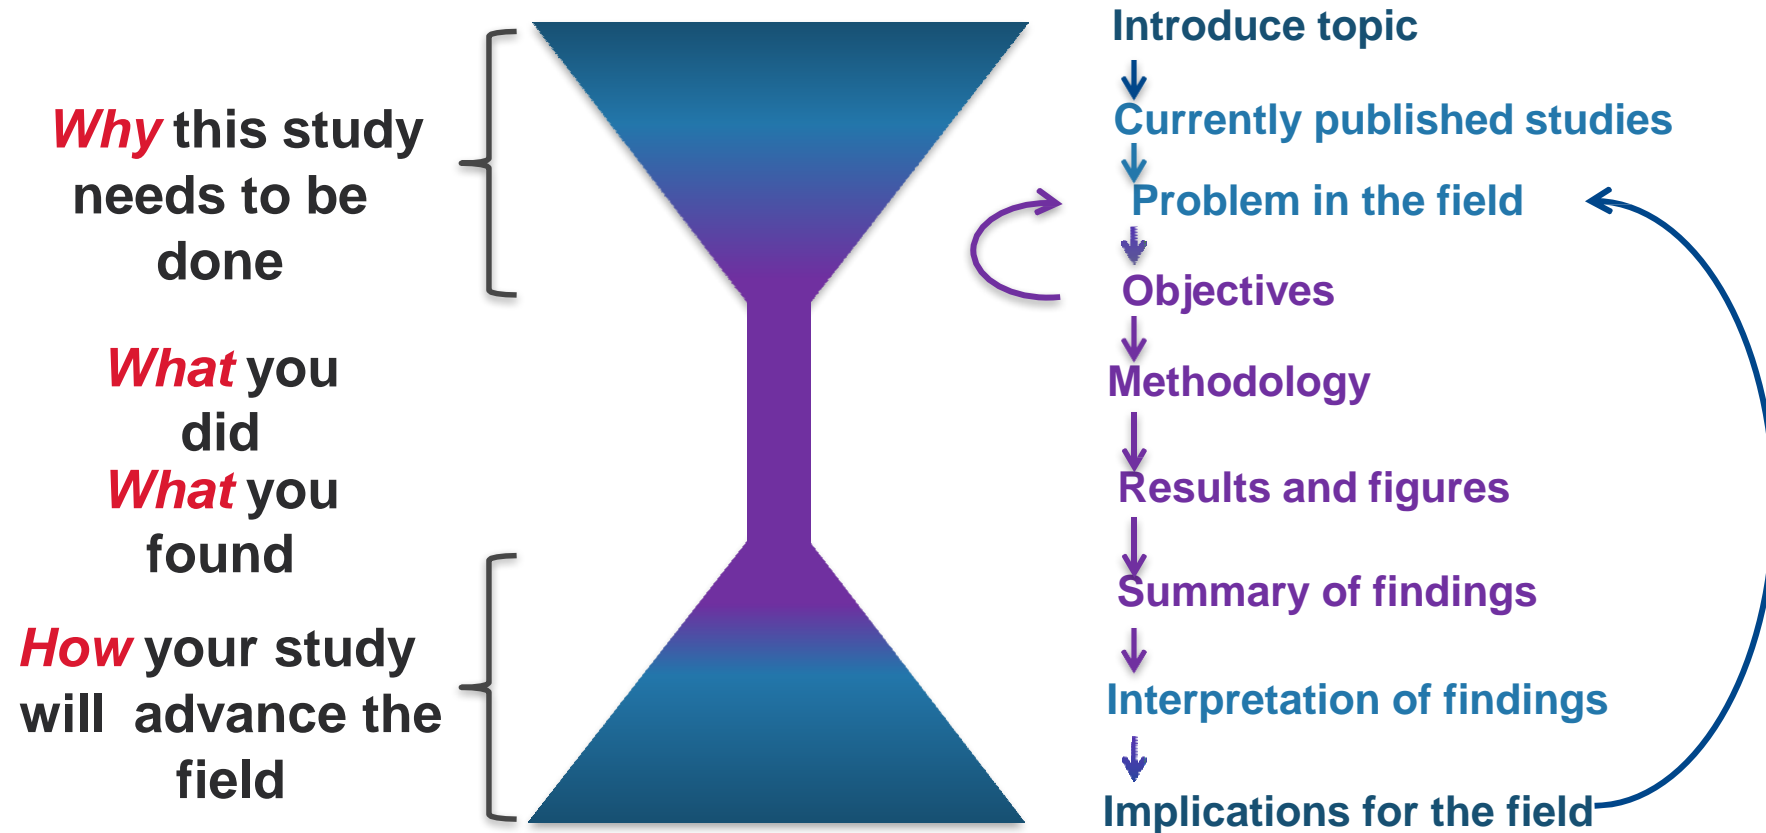 Why this study
needs to be
done
What you
did
What you
found
How your study
will advance the
field
Introduce topic
Currently published studies
Problem in the field
Objectives
Methodology
Results and figures
Summary of findings
Interpretation of findings
Implications for the field